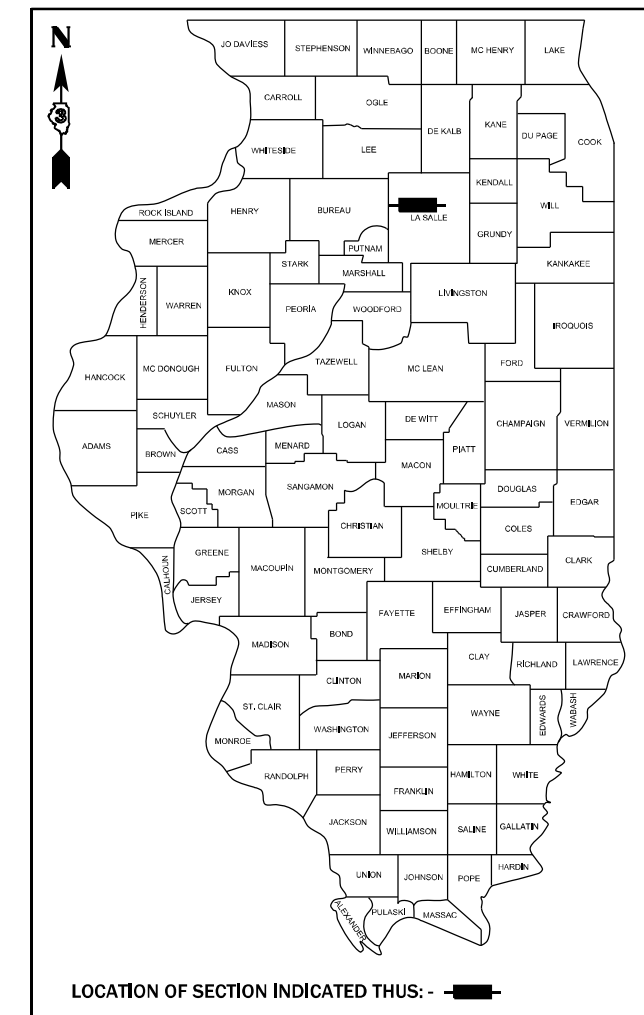 N
3
JO DAVIESS
STEPHENSON
WINNEBAGO
BOONE
MC HENRY
LAKE
CARROLL
OGLE
DE KALB
KANE
DU PAGE
COOK
WHITESIDE
LEE
KENDALL
WILL
ROCK ISLAND
HENRY
BUREAU
LA SALLE
GRUNDY
MERCER
PUTNAM
KANKAKEE
STARK
MARSHALL
HENDERSON
WARREN
KNOX
PEORIA
WOODFORD
LIVINGSTON
IROQUOIS
HANCOCK
MC DONOUGH
FULTON
TAZEWELL
MC LEAN
FORD
MASON
SCHUYLER
LOGAN
DE WITT
CHAMPAIGN
VERMILION
ADAMS
BROWN
CASS
MENARD
PIATT
MACON
PIKE
SCOTT
MORGAN
SANGAMON
MOULTRIE
DOUGLAS
EDGAR
CHRISTIAN
COLES
GREENE
SHELBY
CALHOUN
MACOUPIN
MONTGOMERY
CUMBERLAND
CLARK
JERSEY
FAYETTE
EFFINGHAM
JASPER
CRAWFORD
MADISON
BOND
CLAY
RICHLAND
LAWRENCE
CLINTON
MARION
ST. CLAIR
WAYNE
EDWARDS
WABASH
WASHINGTON
JEFFERSON
MONROE
RANDOLPH
PERRY
HAMILTON
WHITE
FRANKLIN
JACKSON
WILLIAMSON
SALINE
GALLATIN
UNION
JOHNSON
POPE
HARDIN
ALEXANDER
PULASKI
MASSAC
LOCATION OF SECTION INDICATED THUS: -